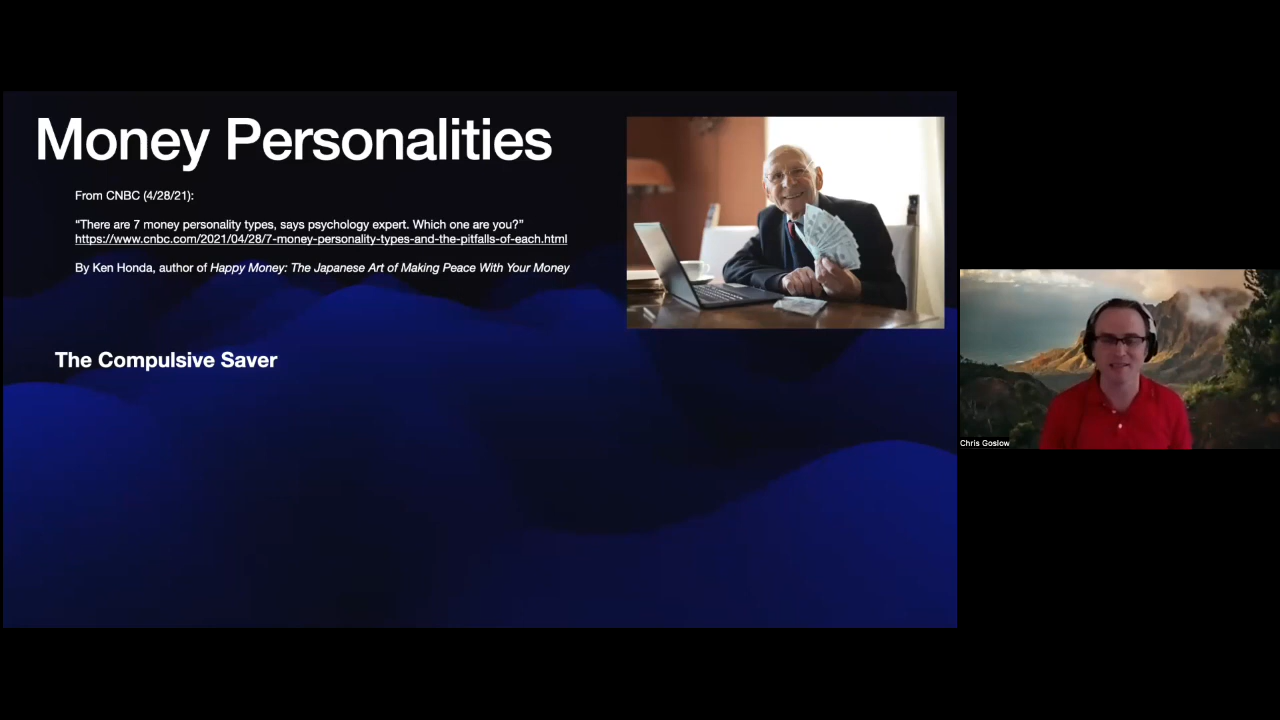 Money Personalities
From CNBC (4/28/21):
“There are 7 money personality types, says psychology expert. Which one are you?”
https://www.cnbc.com/2021/04/28/7-money-personality-types-and-the-pitfalls-of-each.html
By Ken Honda, author of Happy Money: The Japanese Art of Making Peace With Your Money
The Compulsive Saver
Chris Goslow